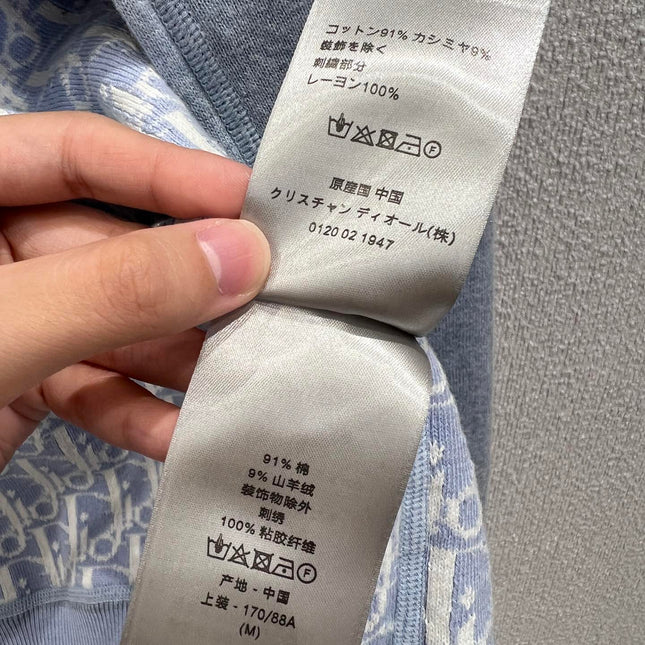 コットン91% カシミヤ9%
装飾を除く
刺繍部分
レーヨン100%
F
原産国 中国
クリスチャン ディオール(株)
0120 02 1947
91% 棉
9% 山羊绒
装饰物除外
刺绣
100% 粘胶纤维
F
产地 - 中国
上装 - 170/88A
(M)